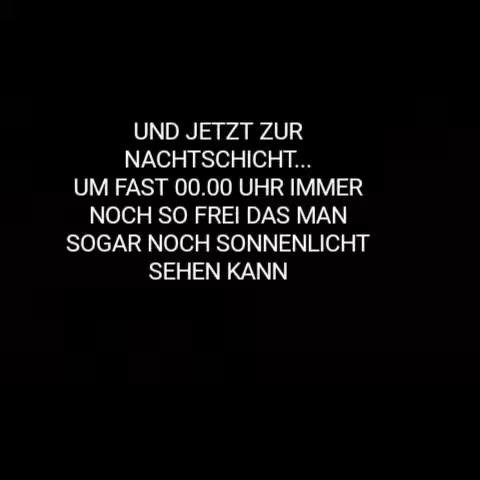 UND JETZT ZUR
NACHTSCHICHT...
UM FAST 00.00 UHR IMMER
NOCH SO FREI DAS MAN
SOGAR NOCH SONNENLICHT
SEHEN KANN